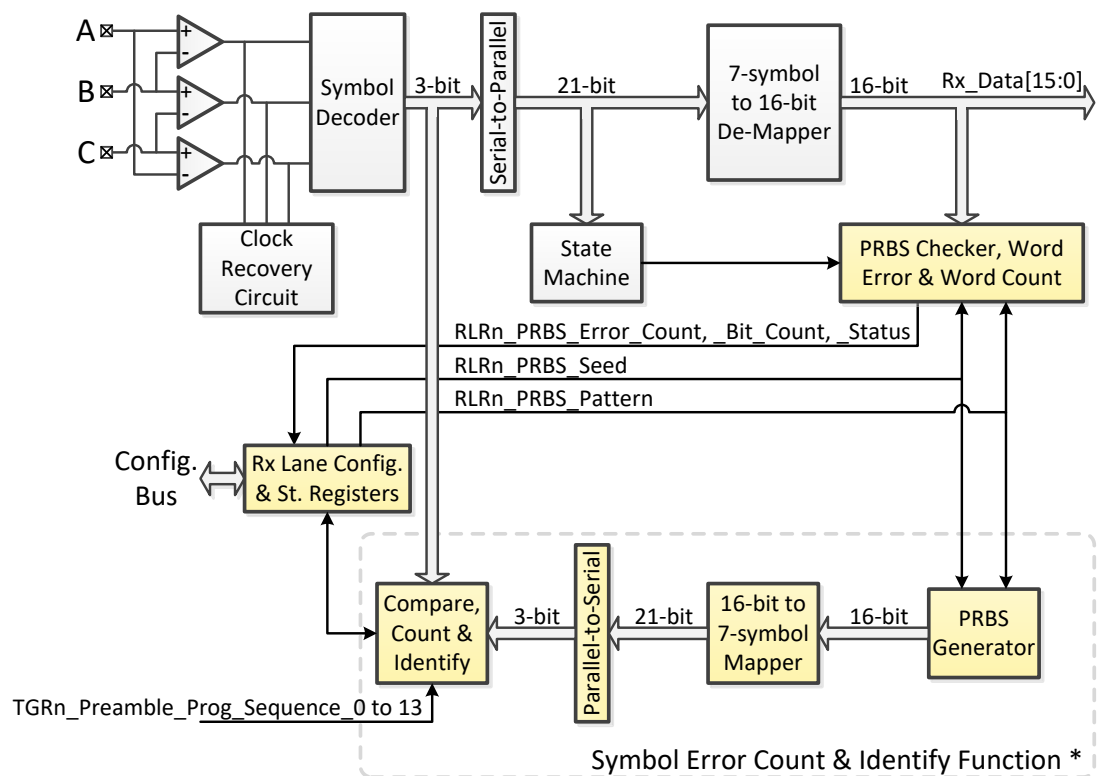 A
B
C
+
-
+
-
+
-
Symbol
Decoder
3-bit
Serial-to-Parallel
21-bit
7-symbol
to 16-bit
De-Mapper
16-bit
Rx_Data[15:0]
Clock
Recovery
Circuit
State
Machine
PRBS Checker, Word
Error & Word Count
RLRn_PRBS_Error_Count, _Bit_Count, _Status
RLRn_PRBS_Seed
RLRn_PRBS_Pattern
Config.
Bus
Rx Lane Config.
& St. Registers
Compare,
Count &
Identify
3-bit
Parallel-to-Serial
21-bit
16-bit to
7-symbol
Mapper
16-bit
PRBS
Generator
TGRn_Preamble_Prog_Sequence_0 to 13
Symbol Error Count & Identify Function *